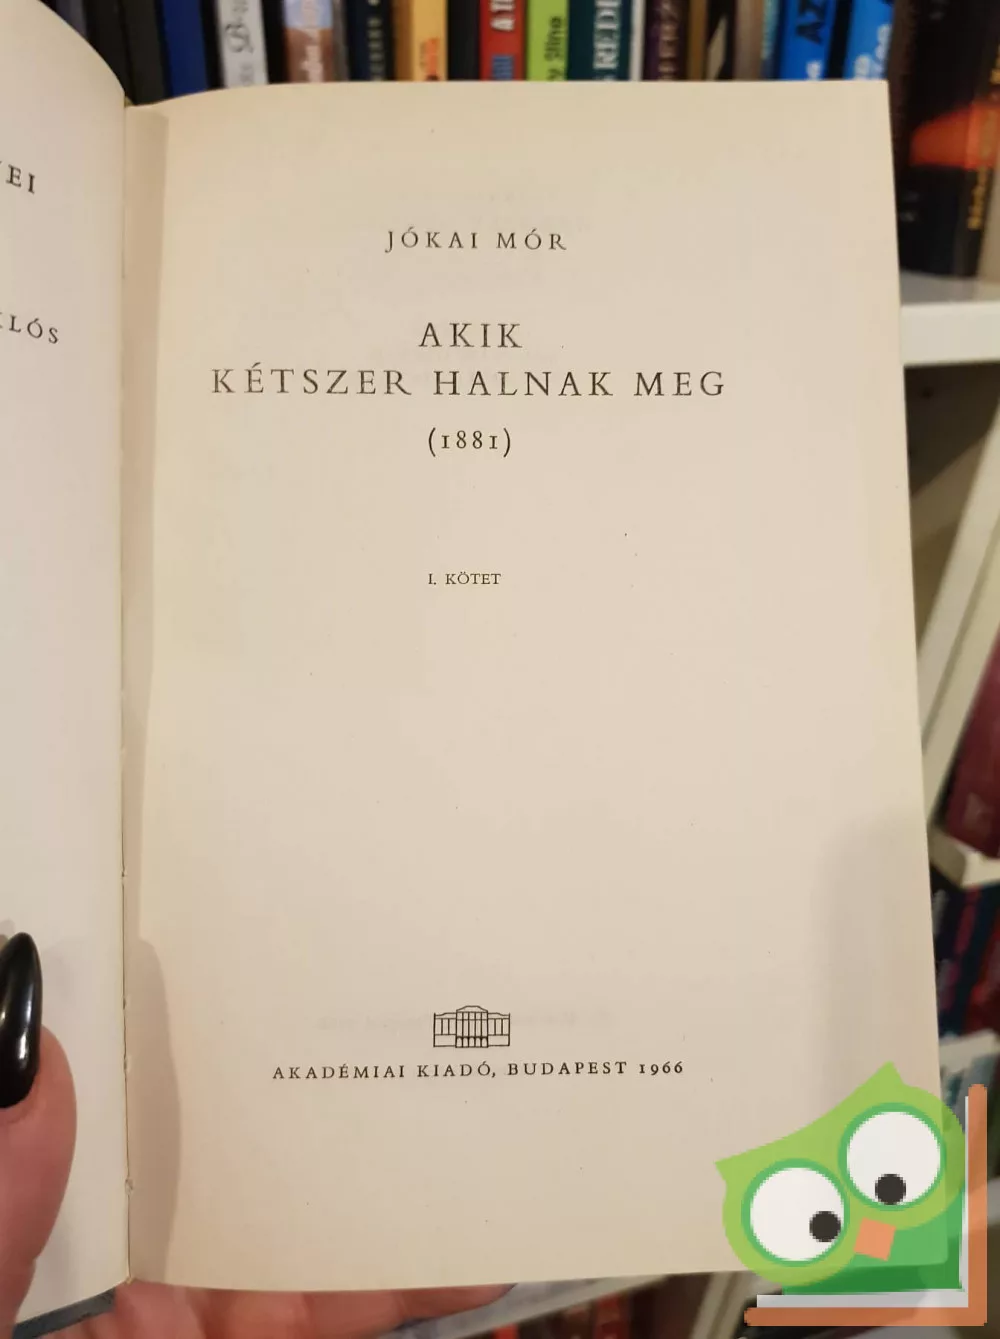 JÓKAI MÓR
AKIK
KÉTSZER HALNAK MEG
(1881)
I. KÖTET
AKADÉMIAI KIADÓ, BUDAPEST 1966